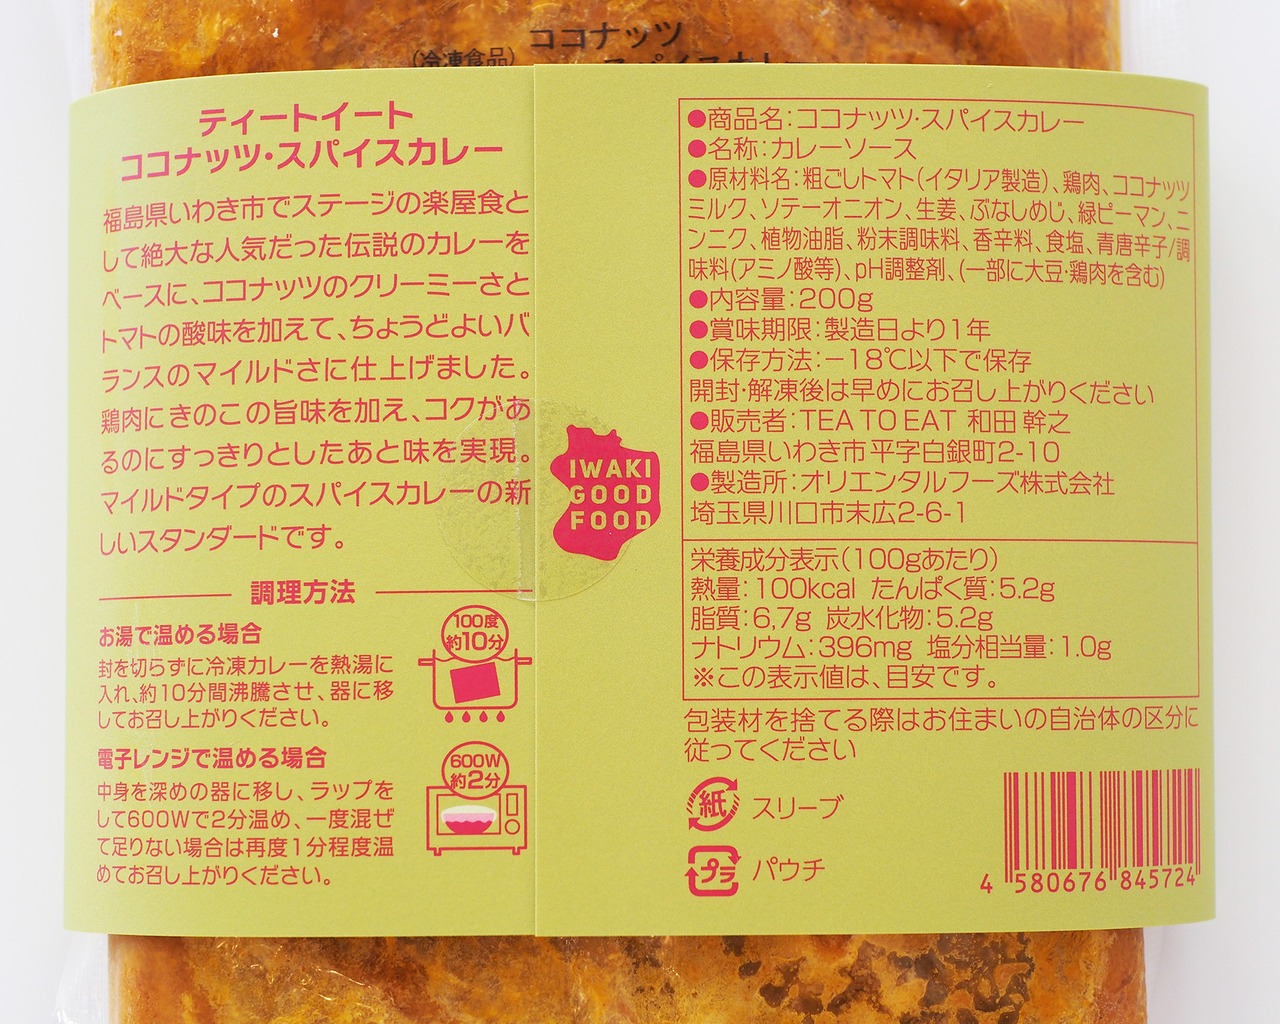 ココナッツ
(冷凍食品)
スパイスカレー
ティートイート
ココナッツ・スパイスカレー
福島県いわき市でステージの楽屋食と
して絶大な人気だった伝説のカレーを
ベースに、ココナッツのクリーミーさと
トマトの酸味を加えて、ちょうどよいバ
ランスのマイルドさに仕上げました。
鶏肉にきのこの旨味を加え、コクがあ
るのにすっきりとしたあと味を実現。
マイルドタイプのスパイスカレーの新
しいスタンダードです。
調理方法
お湯で温める場合
封を切らずに冷凍カレーを熱湯に
入れ、約10分間沸騰させ、器に移
してお召し上がりください。
100度
約10分
電子レンジで温める場合
中身を深めの器に移し、ラップを
して600Wで2分温め、一度混ぜ
て足りない場合は再度1分程度温
めてお召し上がりください。
600W
約2分
IWAKI
GOOD
FOOD
●商品名:ココナッツ・スパイスカレー
●名称:カレーソース
●原材料名:粗ごしトマト(イタリア製造)、鶏肉、ココナッツ
ミルク、ソテーオニオン、生姜、ぶなしめじ、緑ピーマン、ニ
ンニク、植物油脂、粉末調味料、香辛料、食塩、青唐辛子/調
味料(アミノ酸等)、pH調整剤、(一部に大豆・鶏肉を含む)
●内容量:200g
●賞味期限:製造日より1年
●保存方法:−18℃以下で保存
開封・解凍後は早めにお召し上がりください
●販売者:TEA TO EAT 和田 幹之
福島県いわき市平字白銀町2-10
●製造所:オリエンタルフーズ株式会社
埼玉県川口市末広2-6-1
栄養成分表示(100gあたり)
熱量:100kcal たんぱく質:5.2g
脂質:6,7g 炭水化物:5.2g
ナトリウム:396mg 塩分相当量:1.0g
※この表示値は、目安です。
包装材を捨てる際はお住まいの自治体の区分に
従ってください
紙 スリーブ
プラ パウチ
4 580676 845724